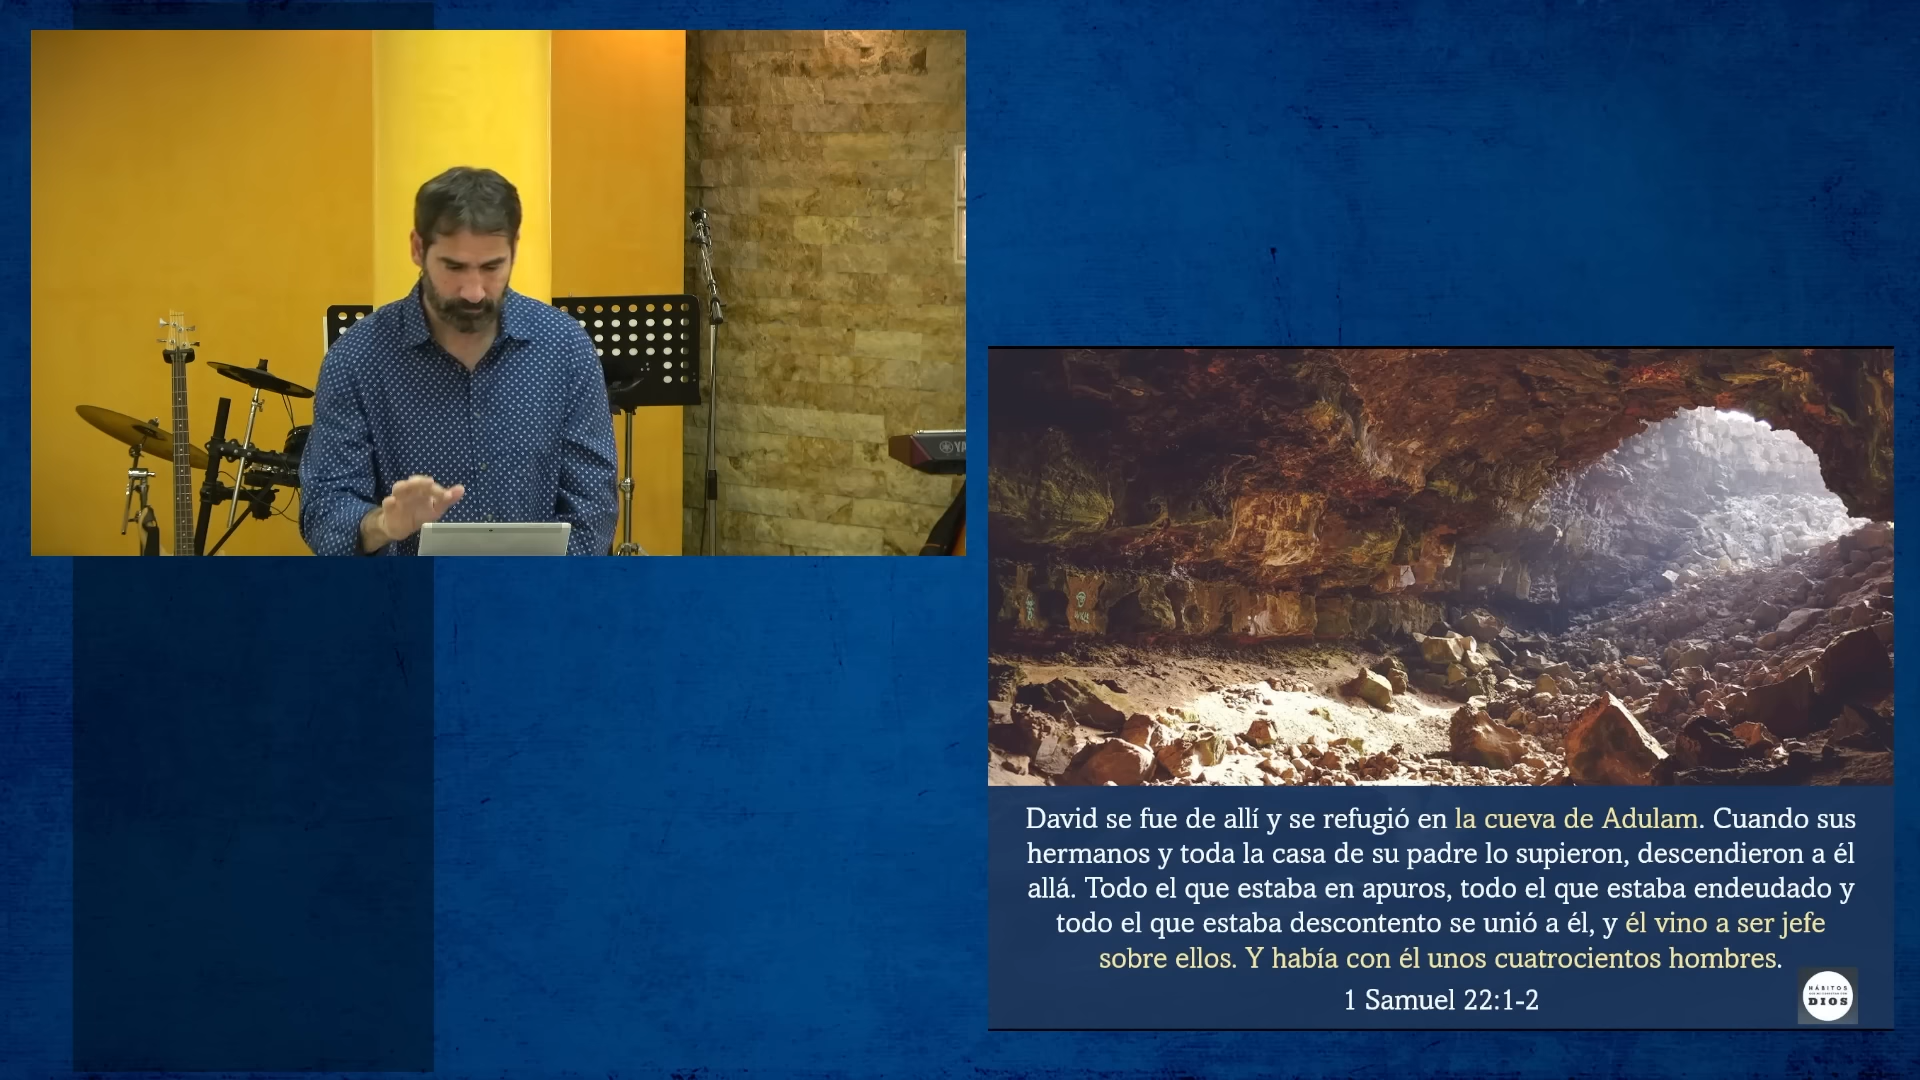 YA
David se fue de allí y se refugió en la cueva de Adulam. Cuando sus
hermanos y toda la casa de su padre lo supieron, descendieron a él
allá. Todo el que estaba en apuros, todo el que estaba endeudado y
todo el que estaba descontento se unió a él, y él vino a ser jefe
sobre ellos. Y había con él unos cuatrocientos hombres.
1 Samuel 22:1-2
HÁBITOS
DIOS